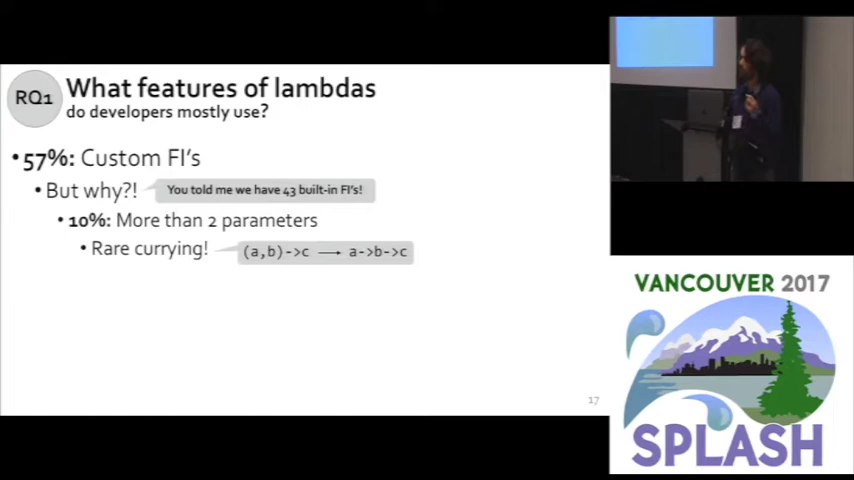 RQ1
What features of lambdas
do developers mostly use?
•57%: Custom FI's
• But why?!
You told me we have 43 built-in FI's!
• 10%: More than 2 parameters
• Rare currying!
(a,b)->c → a->b->c
17
VANCOUVER 2017
SPLASH